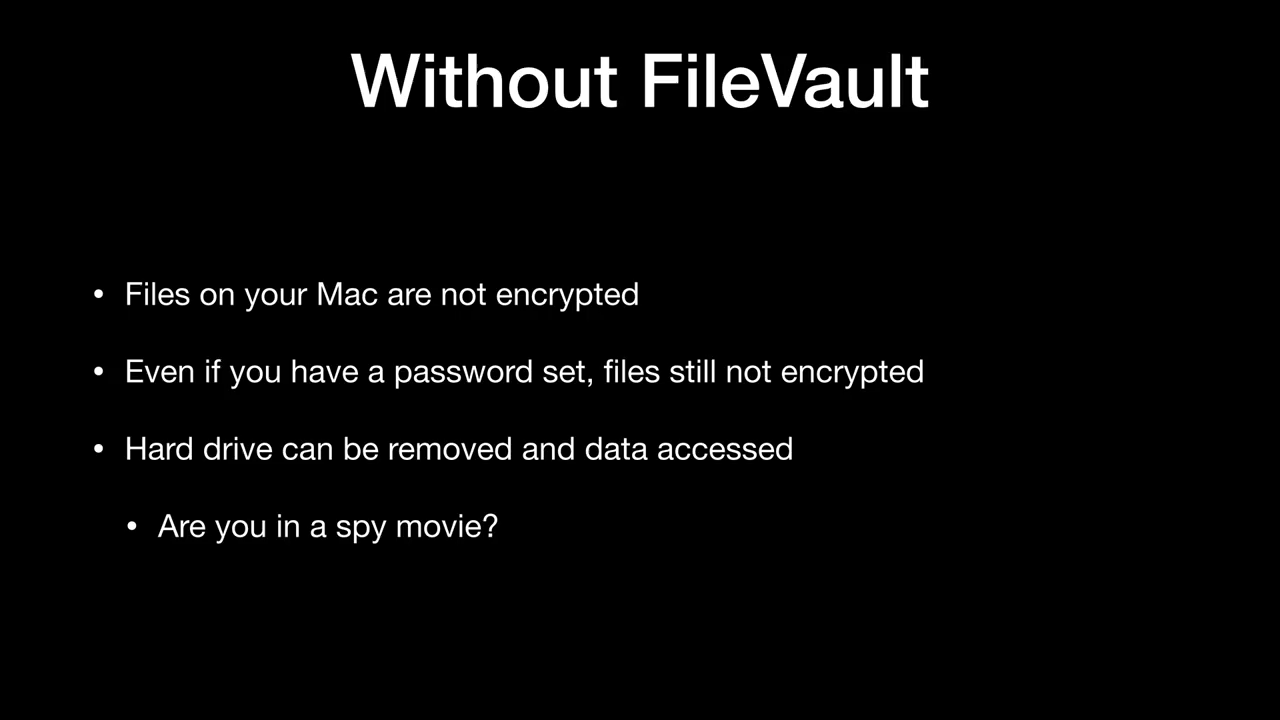 Without FileVault
• Files on your Mac are not encrypted
• Even if you have a password set, files still not encrypted
• Hard drive can be removed and data accessed
• Are you in a spy movie?